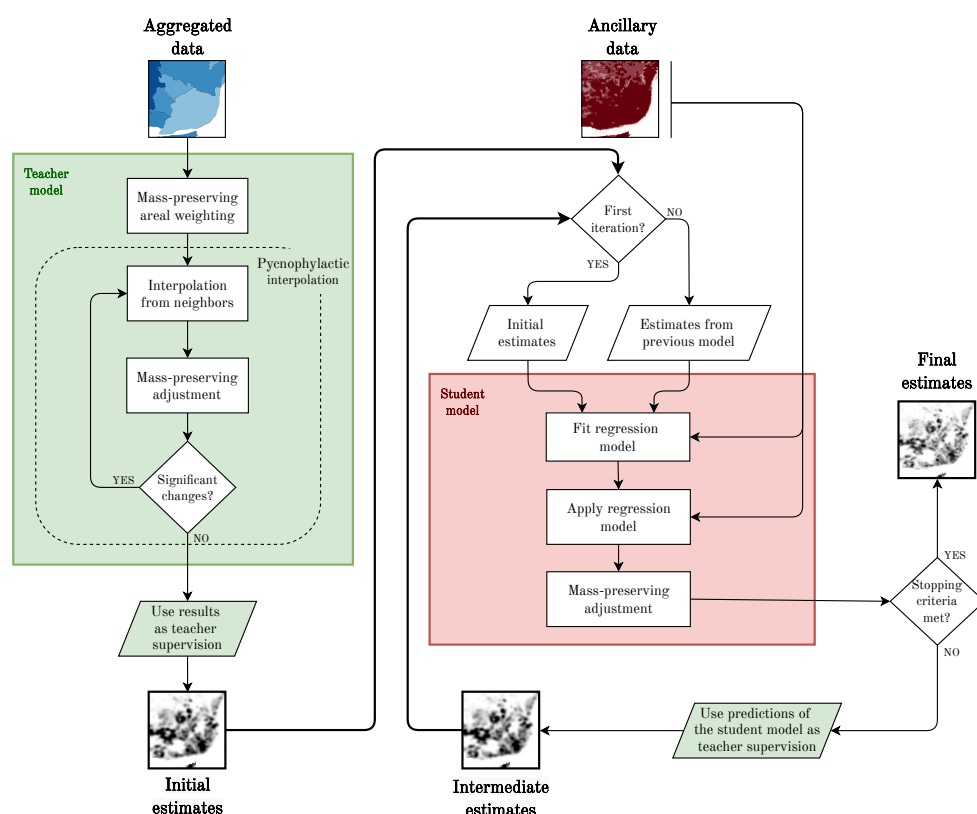 Aggregated
data
Ancillary
data
Teacher
model
Mass-preserving
areal weighting
Pycnophylactic
interpolation
Interpolation
from neighbors
Mass-preserving
adjustment
Significant
changes?
YES
NO
Use results
as teacher
supervision
Initial
estimates
First
iteration?
NO
YES
Initial
estimates
Estimates from
previous model
Student
model
Fit regression
model
Apply regression
model
Mass-preserving
adjustment
Final
estimates
YES
Stopping
criteria
met?
NO
Use predictions of
the student model as
teacher supervision
Intermediate
estimates